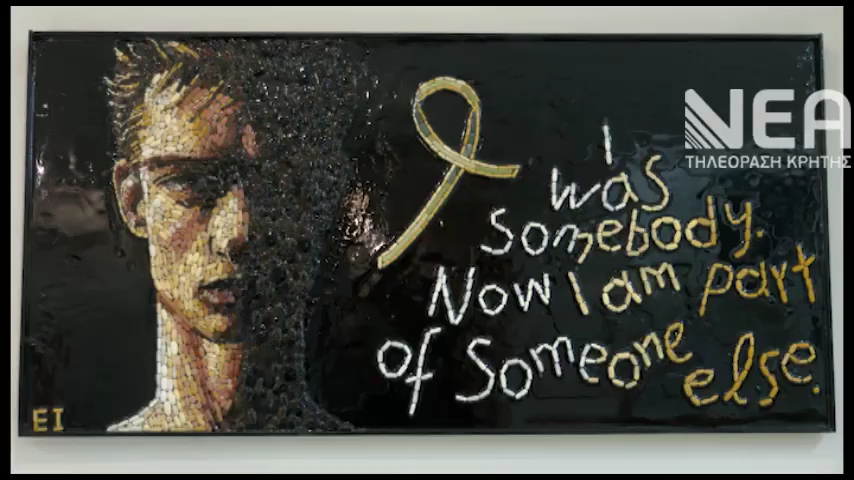 NEA
ΤΗΛΕΟΡΑΣΗ ΚΡΗΤΗΣ
I
was
Somebody.
Now I am part
of Someone
else.
EI